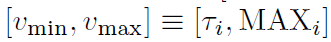 [v_min, v_max] ≡ [τ_i, MAX_i]